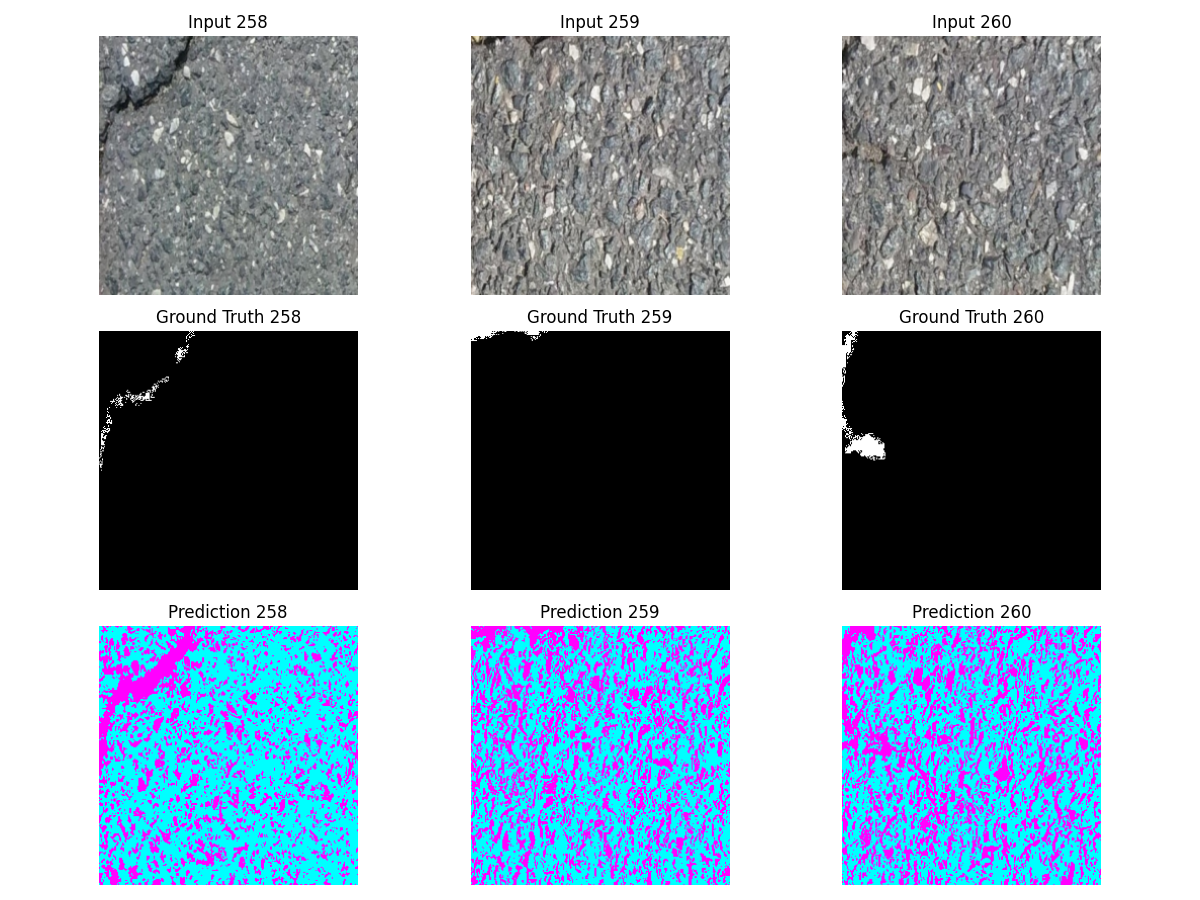 Input 258
Input 259
Input 260
Ground Truth 258
Ground Truth 259
Ground Truth 260
Prediction 258
Prediction 259
Prediction 260